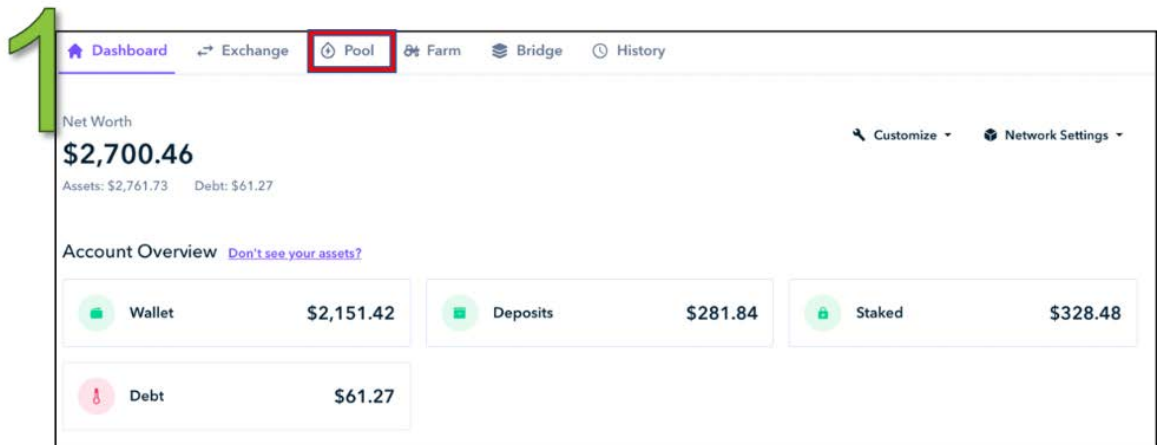 1
Dashboard Exchange Pool Farm Bridge History
Net Worth
$2,700.46
Customize Network Settings
Assets: $2,761.73 Debt: $61.27
Account Overview Don't see your assets?
Wallet $2,151.42 Deposits $281.84 Staked $328.48
Debt $61.27